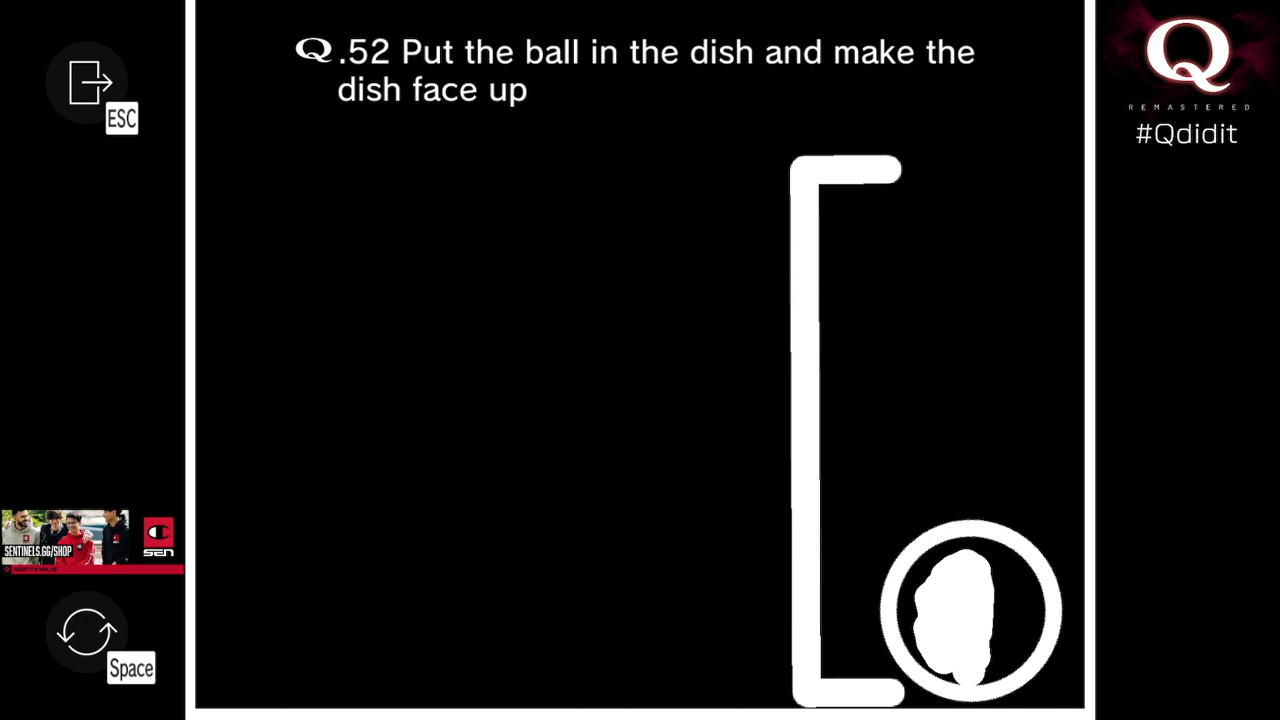 Q.52 Put the ball in the dish and make the
dish face up
ESC
Q
REMASTERED
#Qdidit
SENTINELS.GG/SHOP
SEN
SENTINELS
Space